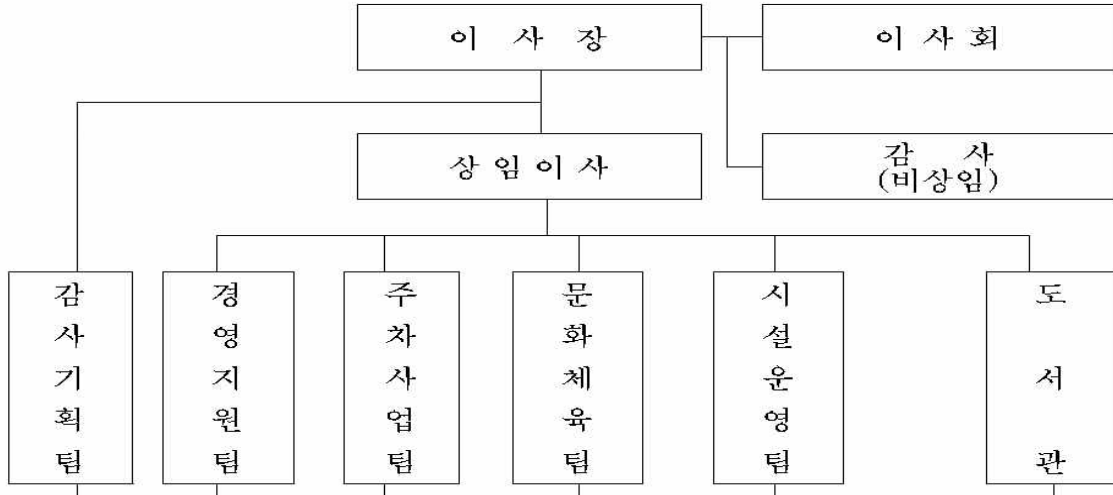 이 사 장
이 사 회
상 임 이 사
감 사
(비상임)
감사기획팀
경영지원팀
주차사업팀
문화체육팀
시설운영팀
도서관